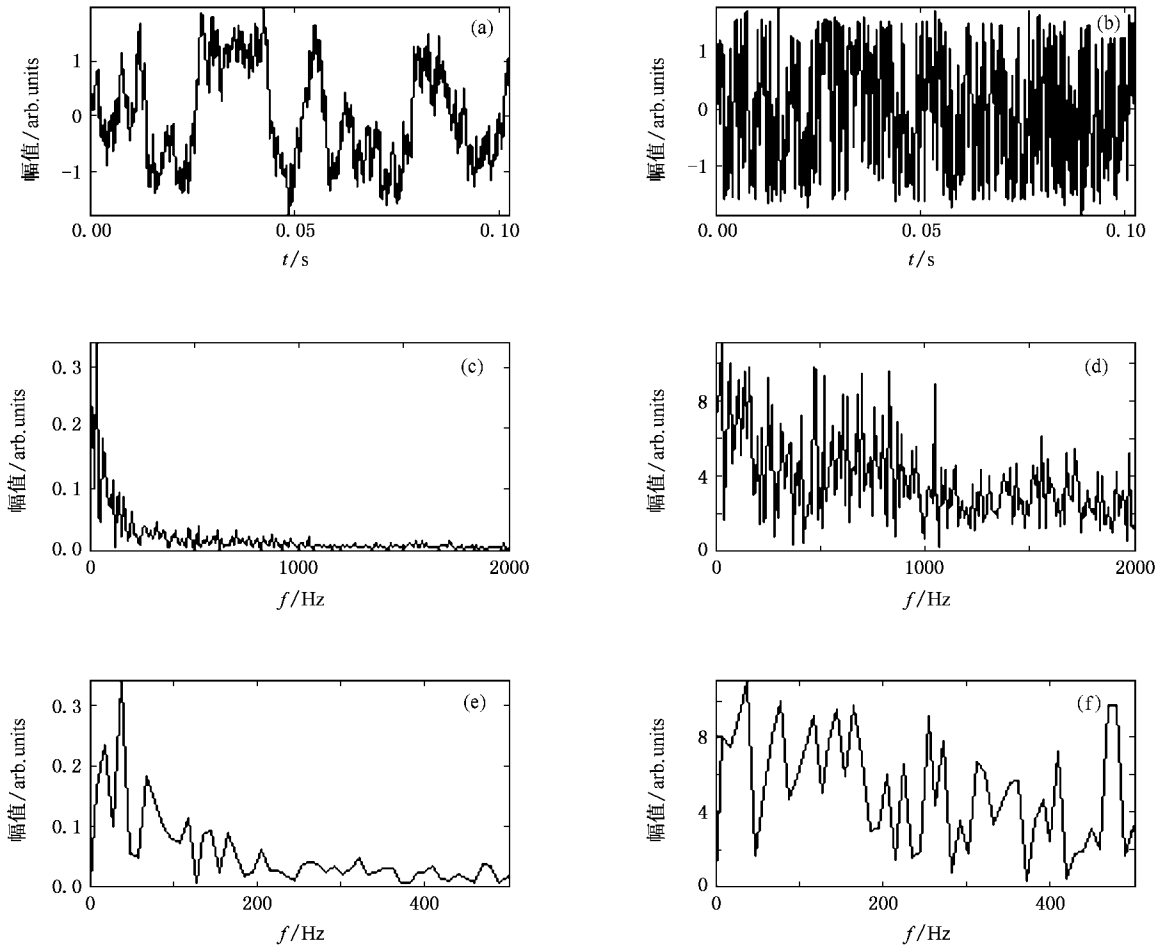 (a)
幅值/arb.units
1
0
−1
0.00
0.05
0.10
t/s
(b)
幅值/arb.units
1
0
−1
0.00
0.05
0.10
t/s
(c)
幅值/arb.units
0.3
0.2
0.1
0.0
0
1000
2000
f/Hz
(d)
幅值/arb.units
8
4
0
0
1000
2000
f/Hz
(e)
幅值/arb.units
0.3
0.2
0.1
0.0
0
200
400
f/Hz
(f)
幅值/arb.units
8
4
0
0
200
400
f/Hz